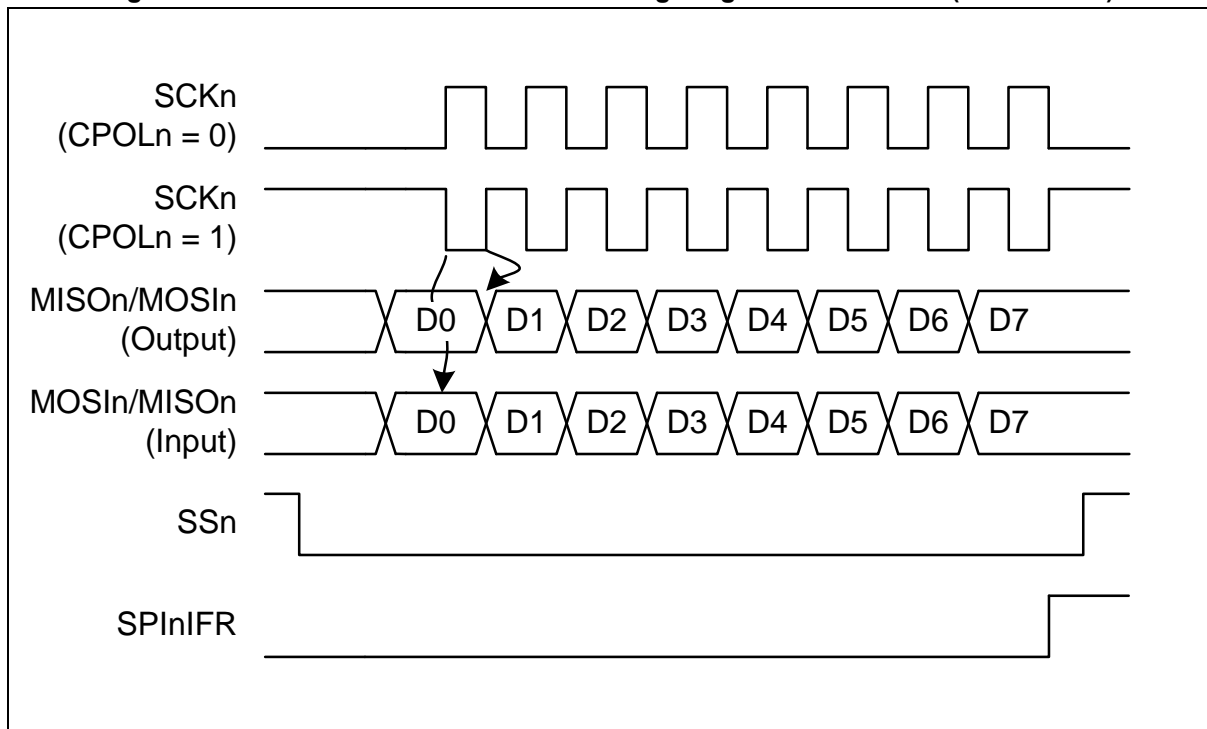 SCKn
(CPOLn = 0)
SCKn
(CPOLn = 1)
MISOn/MOSIn
(Output)
D0 D1 D2 D3 D4 D5 D6 D7
MOSIn/MISOn
(Input)
D0 D1 D2 D3 D4 D5 D6 D7
SSn
SPInIFR